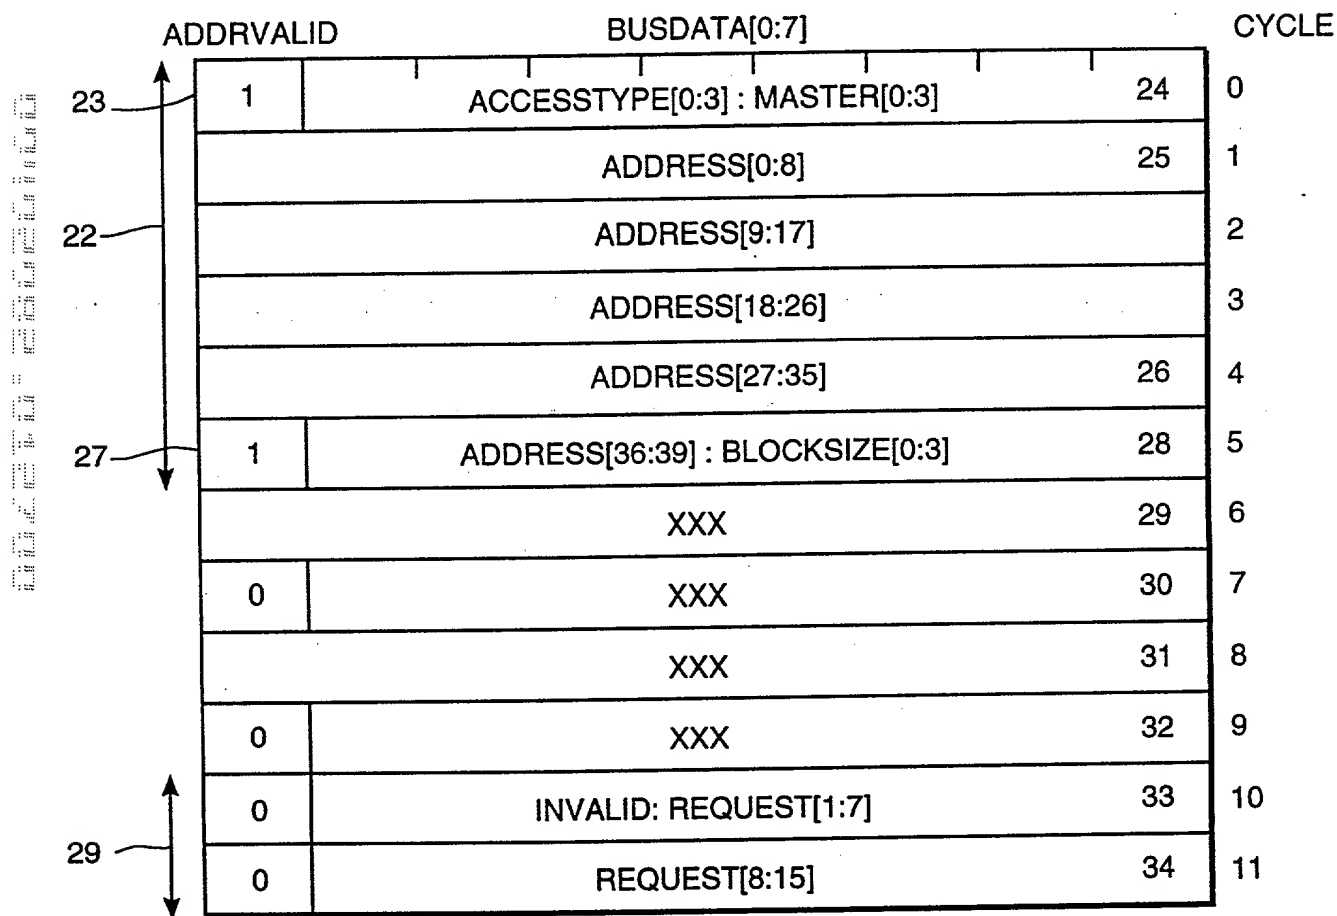 ADDRVALID BUSDATA[0:7] CYCLE
23 1 ACCESSTYPE[0:3] : MASTER[0:3] 24 0
ADDRESS[0:8] 25 1
22 ADDRESS[9:17] 2
ADDRESS[18:26] 3
ADDRESS[27:35] 26 4
27 1 ADDRESS[36:39] : BLOCKSIZE[0:3] 28 5
XXX 29 6
0 XXX 30 7
XXX 31 8
0 XXX 32 9
0 INVALID: REQUEST[1:7] 33 10
29
0 REQUEST[8:15] 34 11